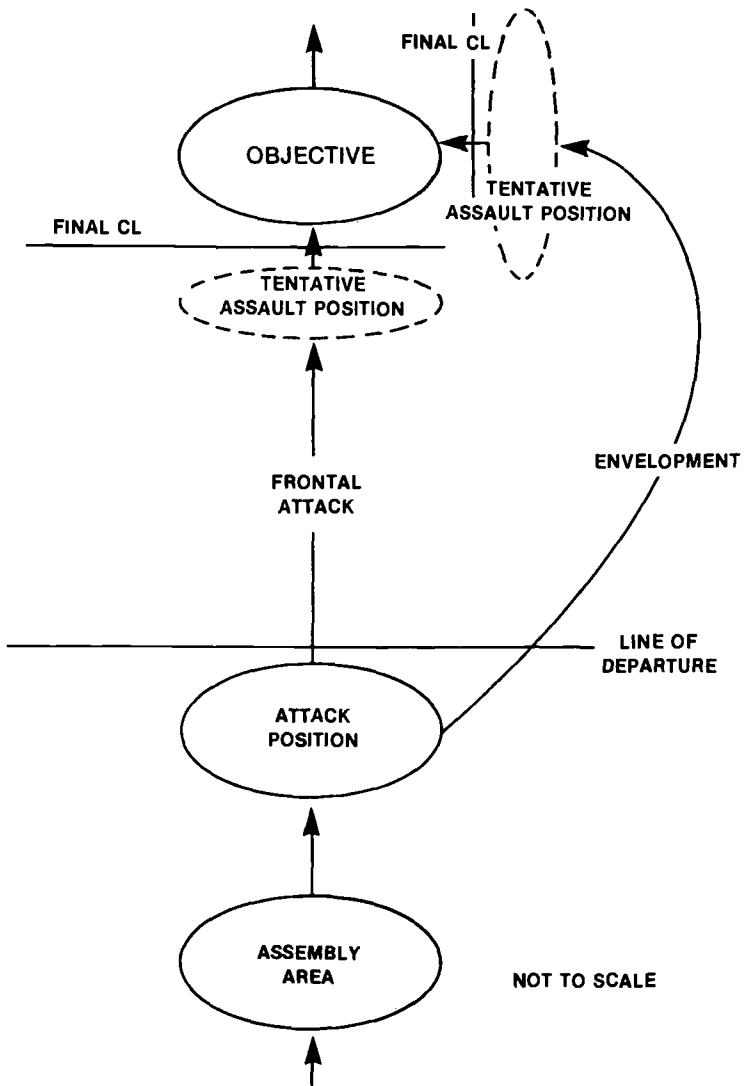 FINAL CL
OBJECTIVE
TENTATIVE
ASSAULT POSITION
FINAL CL
TENTATIVE
ASSAULT POSITION
ENVELOPMENT
FRONTAL
ATTACK
LINE OF
DEPARTURE
ATTACK
POSITION
ASSEMBLY
AREA
NOT TO SCALE